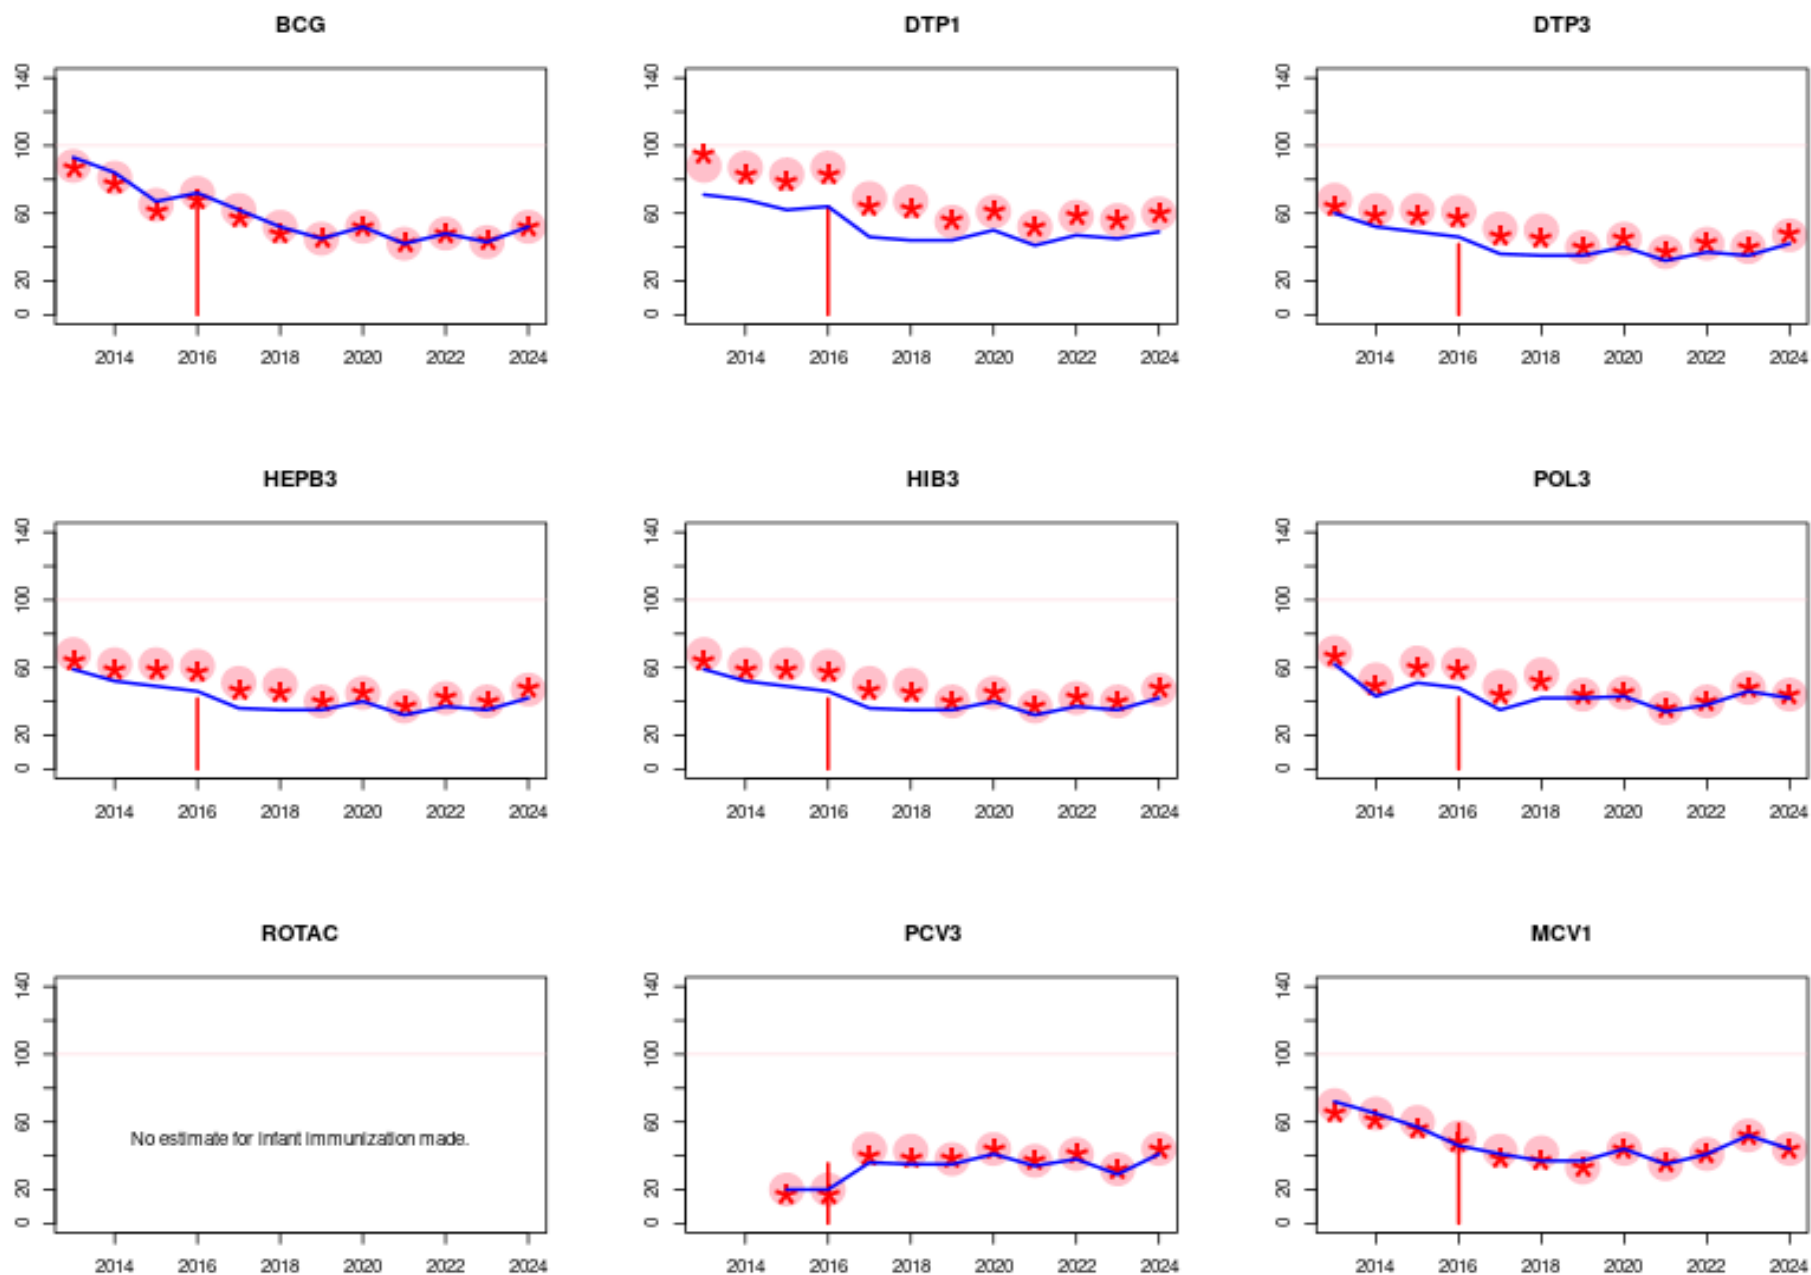 BCG
DTP1
DTP3
0 20 60 100 140
0 20 60 100 140
0 20 60 100 140
2014 2016 2018 2020 2022 2024
2014 2016 2018 2020 2022 2024
2014 2016 2018 2020 2022 2024
HEPB3
HIB3
POL3
0 20 60 100 140
0 20 60 100 140
0 20 60 100 140
2014 2016 2018 2020 2022 2024
2014 2016 2018 2020 2022 2024
2014 2016 2018 2020 2022 2024
ROTAC
PCV3
MCV1
0 20 60 100 140
No estimate for infant immunization made.
0 20 60 100 140
0 20 60 100 140
2014 2016 2018 2020 2022 2024
2014 2016 2018 2020 2022 2024
2014 2016 2018 2020 2022 2024